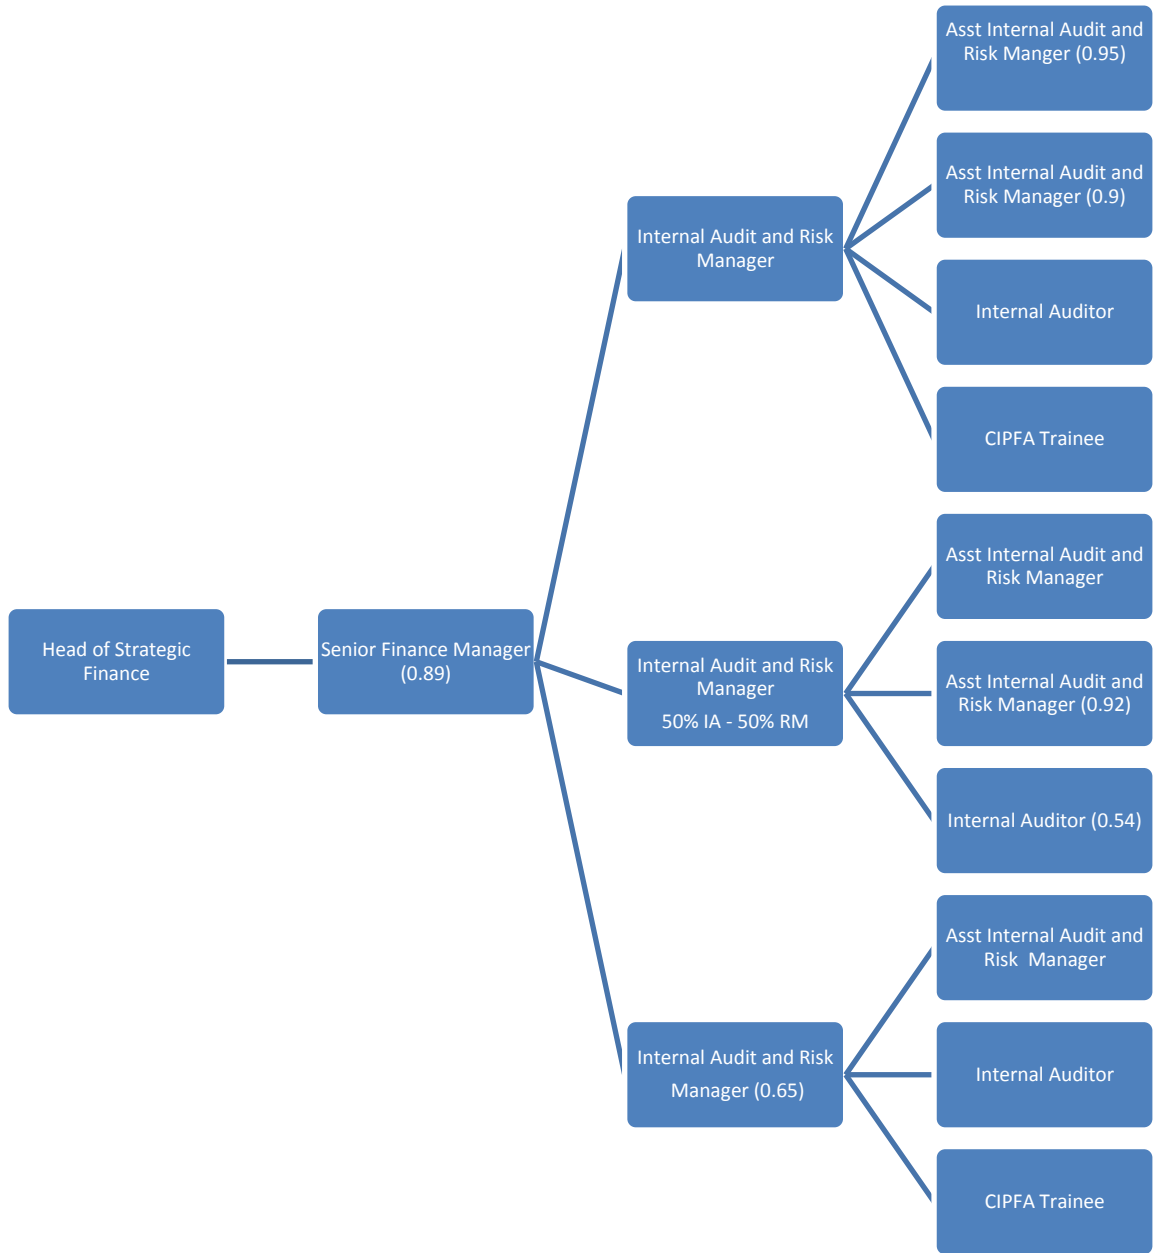 Head of Strategic
Finance
Senior Finance Manager
(0.89)
Internal Audit and Risk
Manager
Asst Internal Audit and
Risk Manger (0.95)
Asst Internal Audit and
Risk Manager (0.9)
Internal Auditor
CIPFA Trainee
Internal Audit and Risk
Manager
50% IA - 50% RM
Asst Internal Audit and
Risk Manager
Asst Internal Audit and
Risk Manager (0.92)
Internal Auditor (0.54)
Internal Audit and Risk
Manager (0.65)
Asst Internal Audit and
Risk  Manager
Internal Auditor
CIPFA Trainee